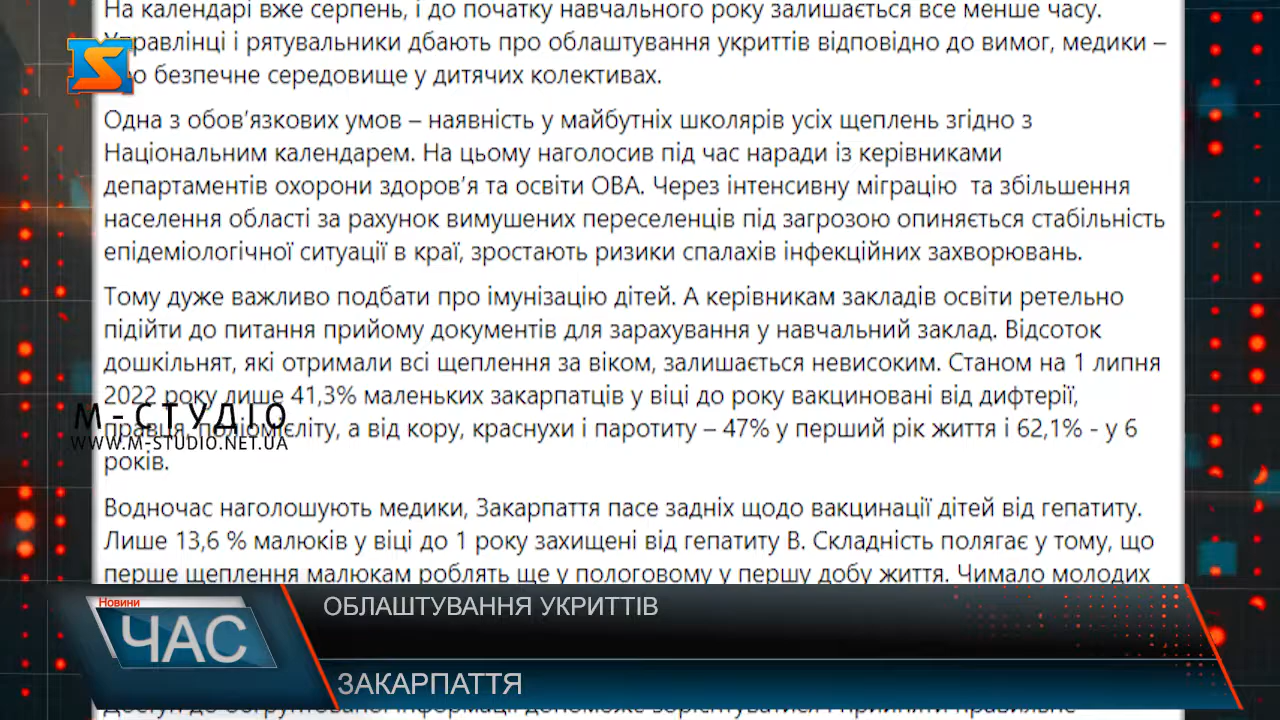 На календарі вже серпень, і до початку навчального року залишається все менше часу.
Управлінці і рятувальники дбають про облаштування укриттів відповідно до вимог, медики –
про безпечне середовище у дитячих колективах.
Одна з обов'язкових умов – наявність у майбутніх школярів усіх щеплень згідно з
Національним календарем. На цьому наголосив під час наради із керівниками
департаментів охорони здоров'я та освіти ОВА. Через інтенсивну міграцію та збільшення
населення області за рахунок вимушених переселенців під загрозою опиняється стабільність
епідеміологічної ситуації в краї, зростають ризики спалахів інфекційних захворювань.
Тому дуже важливо подбати про імунізацію дітей. А керівникам закладів освіти ретельно
підійти до питання прийому документів для зарахування у навчальний заклад. Відсоток
дошкільнят, які отримали всі щеплення за віком, залишається невисоким. Станом на 1 липня
2022 року лише 41,3% маленьких закарпатців у віці до року вакциновані від дифтерії,
М-СТУДІО
правця, поліомієліту, а від кору, краснухи і паротиту – 47% у перший рік життя і 62,1% - у 6
WWW.M-STUDIO.NET.UA
років.
Водночас наголошують медики, Закарпаття пасе задніх щодо вакцинації дітей від гепатиту.
Лише 13,6 % малюків у віці до 1 року захищені від гепатиту В. Складність полягає у тому, що
перше щеплення малюкам роблять ще у пологовому у першу добу життя. Чимало молодих
Новини
ЧАС
ОБЛАШТУВАННЯ УКРИТТІВ
ЗАКАРПАТТЯ